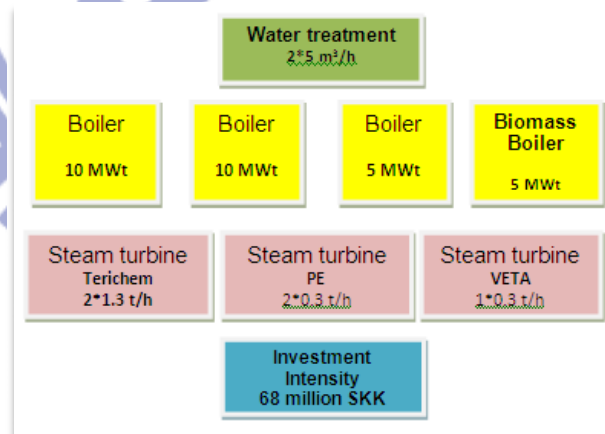 Water treatment
2*5 m³/h
Boiler
10 MWt
Boiler
10 MWt
Boiler
5 MWt
Biomass
Boiler
5 MWt
Steam turbine
Terichem
2*1.3 t/h
Steam turbine
PE
2*0.3 t/h
Steam turbine
VETA
1*0.3 t/h
Investment
Intensity
68 million SKK